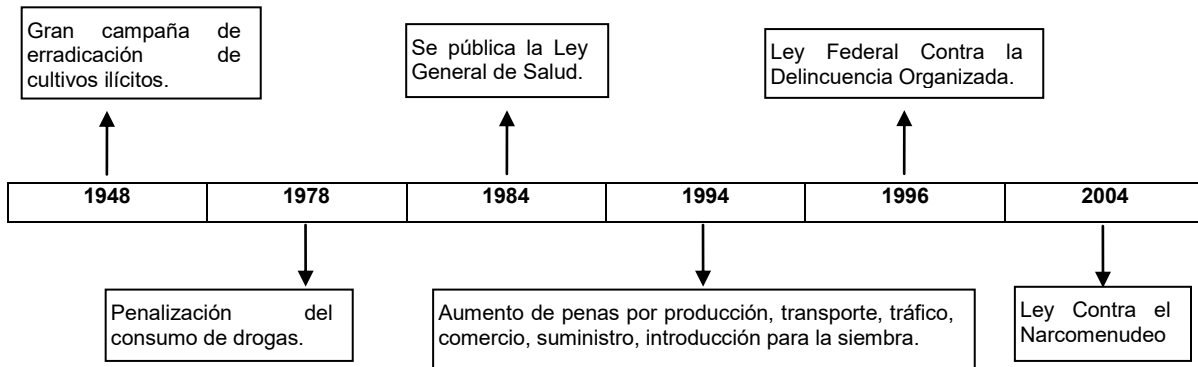 Gran campaña de
erradicación de
cultivos ilícitos.
Se pública la Ley
General de Salud.
Ley Federal Contra la
Delincuencia Organizada.
1948 1978 1984 1994 1996 2004
Penalización del
consumo de drogas.
Aumento de penas por producción, transporte, tráfico,
comercio, suministro, introducción para la siembra.
Ley Contra el
Narcomenudeo